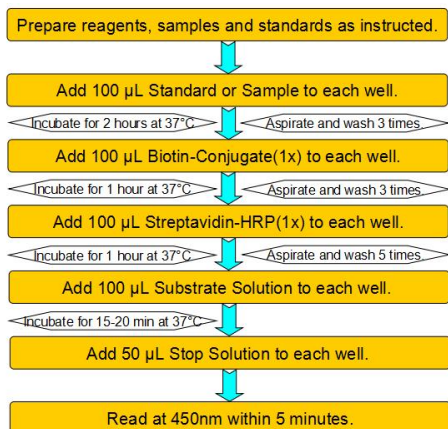 Prepare reagents, samples and standards as instructed.
Add 100 µL Standard or Sample to each well.
Incubate for 2 hours at 37°C
Aspirate and wash 3 times
Add 100 µL Biotin-Conjugate(1x) to each well.
Incubate for 1 hour at 37°C
Aspirate and wash 3 times
Add 100 µL Streptavidin-HRP(1x) to each well.
Incubate for 1 hour at 37°C
Aspirate and wash 5 times
Add 100 µL Substrate Solution to each well.
Incubate for 15-20 min at 37°C
Add 50 µL Stop Solution to each well.
Read at 450nm within 5 minutes.